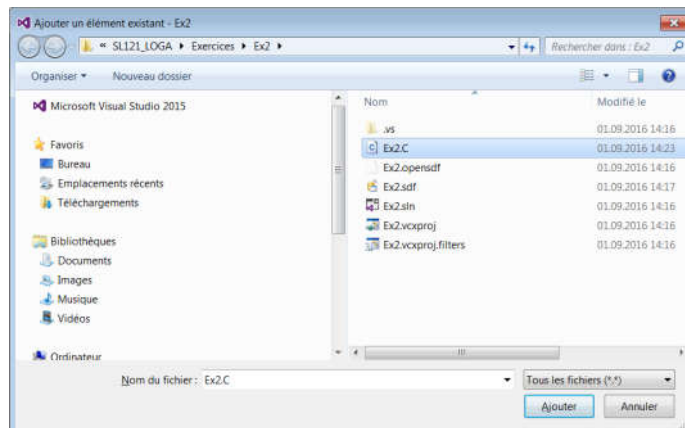 Ajouter un élément existant - Ex2
« SL121_LOGA ▸ Exercices ▸ Ex2 ▸
Rechercher dans : Ex2
Organiser ▾ Nouveau dossier
Microsoft Visual Studio 2015
Favoris
Bureau
Emplacements récents
Téléchargements
Bibliothèques
Documents
Images
Musique
Vidéos
Ordinateur
Nom Modifié le
.vs 01.09.2016 14:16
Ex2.C 01.09.2016 14:23
Ex2.opensdf 01.09.2016 14:16
Ex2.sdf 01.09.2016 14:17
Ex2.sln 01.09.2016 14:16
Ex2.vcxproj 01.09.2016 14:16
Ex2.vcxproj.filters 01.09.2016 14:16
Nom du fichier : Ex2.C
Tous les fichiers (*.*)
Ajouter Annuler